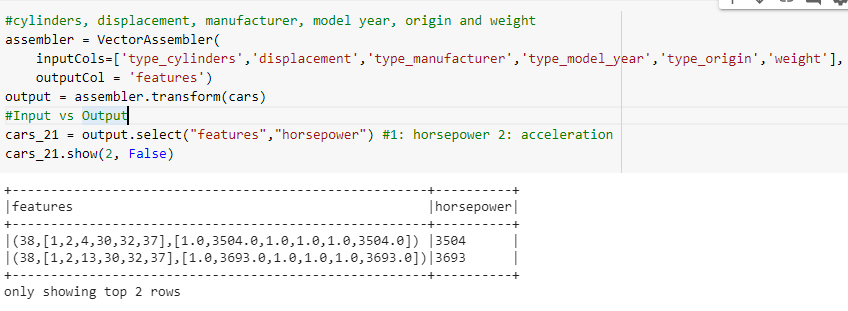 #cylinders, displacement, manufacturer, model year, origin and weight
assembler = VectorAssembler(
    inputCols=['type_cylinders','displacement','type_manufacturer','type_model_year','type_origin','weight'],
    outputCol = 'features')
output = assembler.transform(cars)
#Input vs Output
cars_21 = output.select("features","horsepower") #1: horsepower 2: acceleration
cars_21.show(2, False)
+------------------------------------------------------+----------+
|features                                              |horsepower|
+------------------------------------------------------+----------+
|(38,[1,2,4,30,32,37],[1.0,3504.0,1.0,1.0,1.0,3504.0]) |3504      |
|(38,[1,2,13,30,32,37],[1.0,3693.0,1.0,1.0,1.0,3693.0])|3693      |
+------------------------------------------------------+----------+
only showing top 2 rows